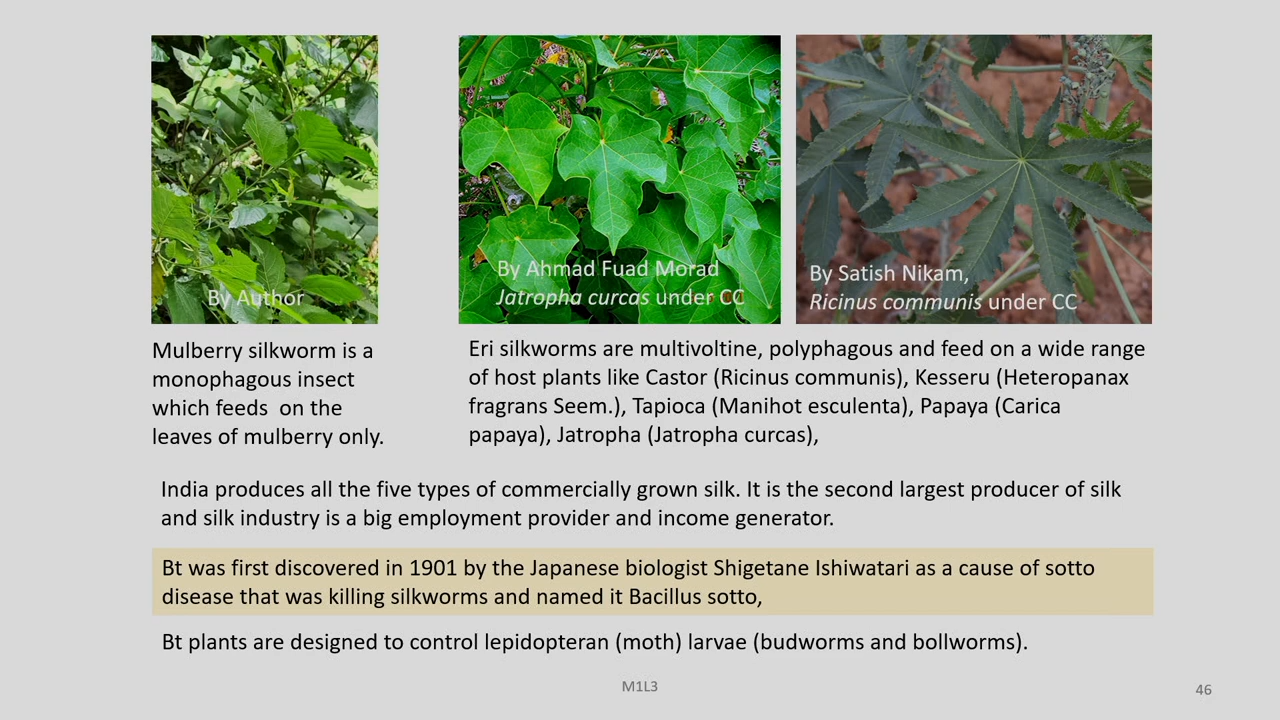 By Author
By Ahmad Fuad Morad
Jatropha curcas under CC
By Satish Nikam,
Ricinus communis under CC
Mulberry silkworm is a
monophagous insect
which feeds  on the
leaves of mulberry only.
Eri silkworms are multivoltine, polyphagous and feed on a wide range
of host plants like Castor (Ricinus communis), Kesseru (Heteropanax
fragrans Seem.), Tapioca (Manihot esculenta), Papaya (Carica
papaya), Jatropha (Jatropha curcas),
India produces all the five types of commercially grown silk. It is the second largest producer of silk
and silk industry is a big employment provider and income generator.
Bt was first discovered in 1901 by the Japanese biologist Shigetane Ishiwatari as a cause of sotto
disease that was killing silkworms and named it Bacillus sotto,
Bt plants are designed to control lepidopteran (moth) larvae (budworms and bollworms).
M1L3
46